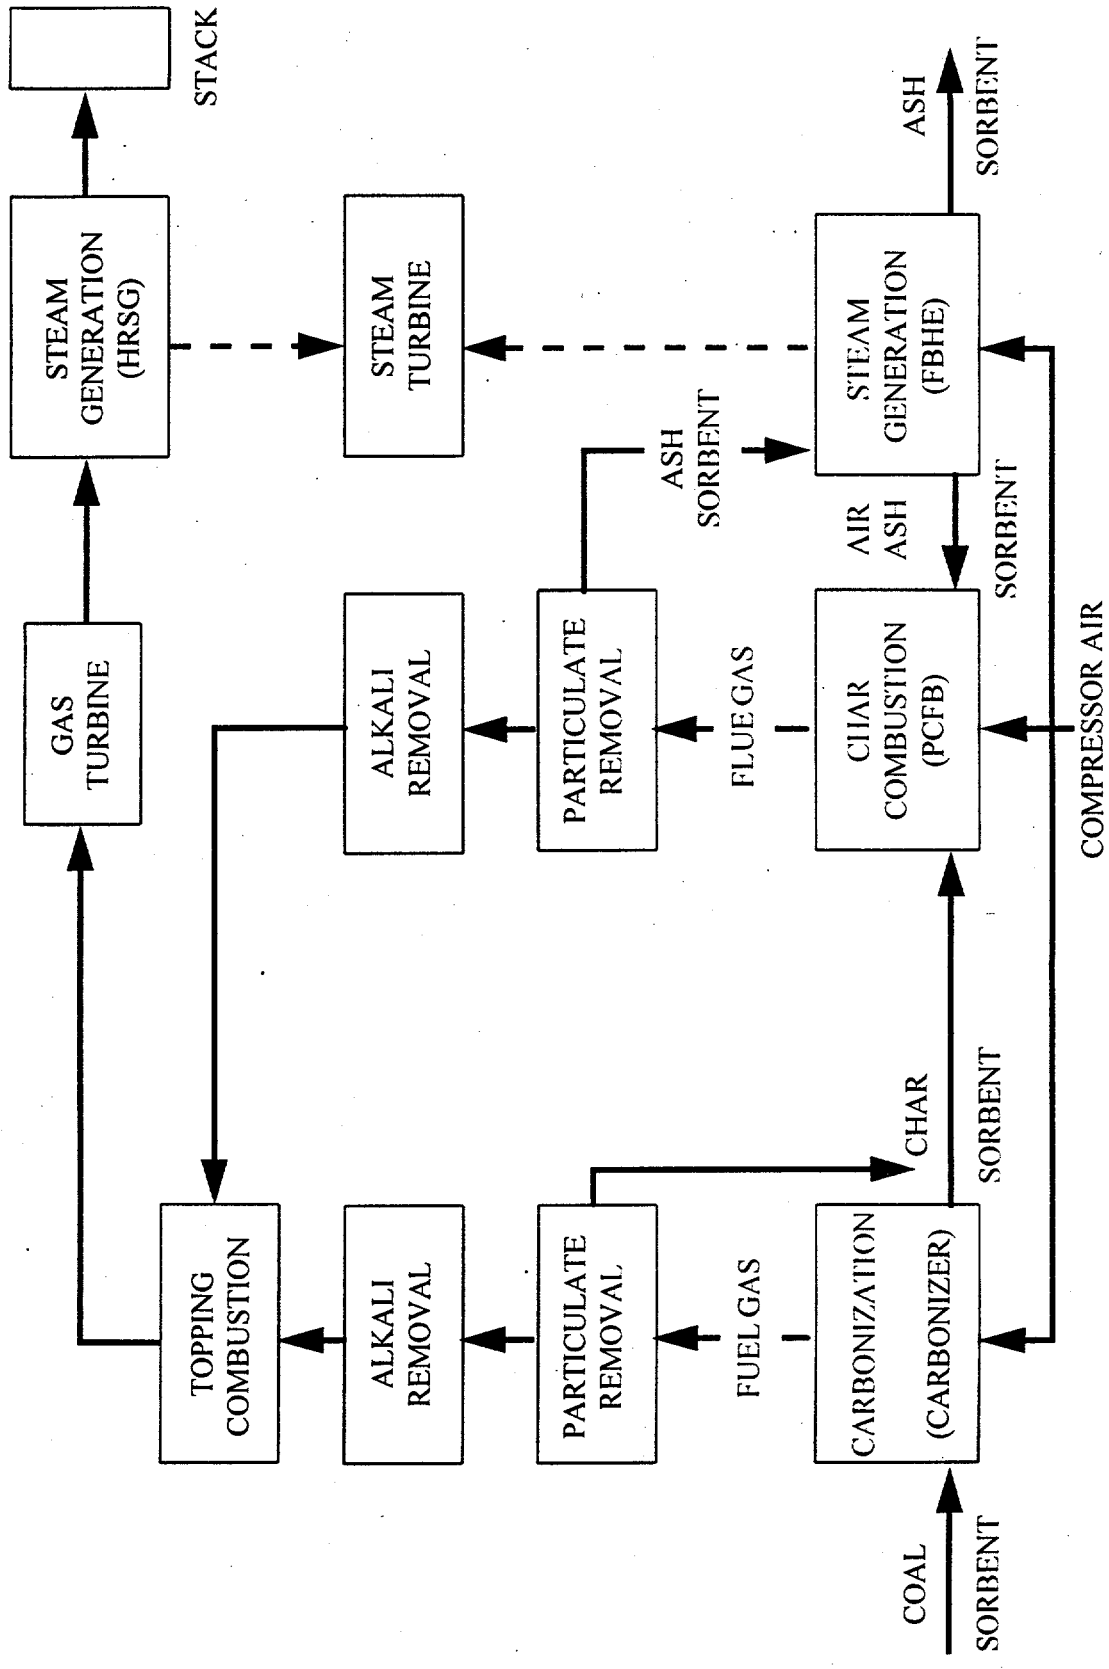 STACK
STEAM
GENERATION
(HRSG)
GAS
TURBINE
TOPPING
COMBUSTION
STEAM
TURBINE
ALKALI
REMOVAL
ALKALI
REMOVAL
PARTICULATE
REMOVAL
PARTICULATE
REMOVAL
ASH
SORBENT
FLUE GAS
FUEL GAS
CHAR
SORBENT
COAL
SORBENT
CARBONIZATION
(CARBONIZER)
CHAR
COMBUSTION
(PCFB)
AIR
ASH
SORBENT
STEAM
GENERATION
(FBHE)
ASH
SORBENT
COMPRESSOR AIR